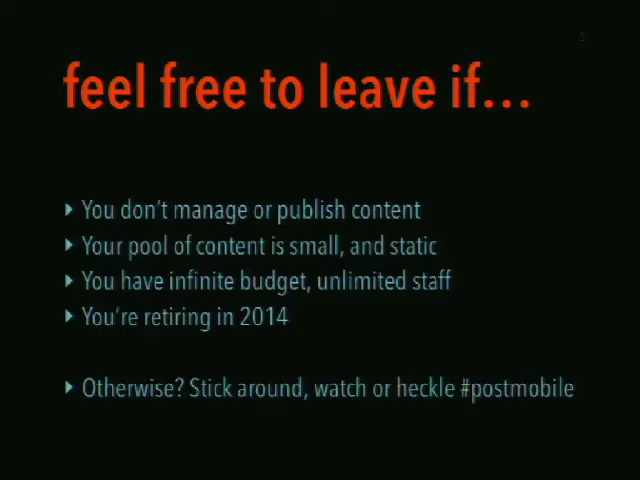 feel free to leave if...
You don't manage or publish content
Your pool of content is small, and static
You have infinite budget, unlimited staff
You're retiring in 2014
Otherwise? Stick around, watch or heckle #postmobile